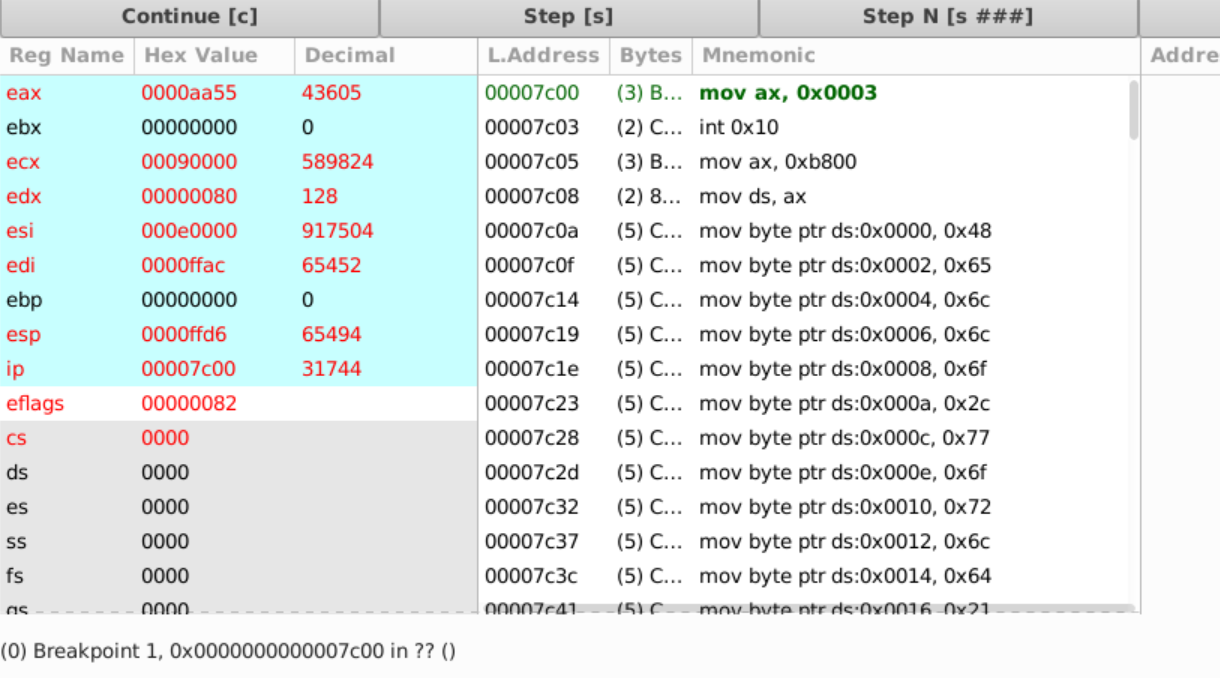 Continue [c] Step [s] Step N [s ###]
Reg Name Hex Value Decimal L.Address Bytes Mnemonic Addre
eax 0000aa55 43605 00007c00 (3) B... mov ax, 0x0003
ebx 00000000 0 00007c03 (2) C... int 0x10
ecx 00090000 589824 00007c05 (3) B... mov ax, 0xb800
edx 00000080 128 00007c08 (2) 8... mov ds, ax
esi 000e0000 917504 00007c0a (5) C... mov byte ptr ds:0x0000, 0x48
edi 0000ffac 65452 00007c0f (5) C... mov byte ptr ds:0x0002, 0x65
ebp 00000000 0 00007c14 (5) C... mov byte ptr ds:0x0004, 0x6c
esp 0000ffd6 65494 00007c19 (5) C... mov byte ptr ds:0x0006, 0x6c
ip 00007c00 31744 00007c1e (5) C... mov byte ptr ds:0x0008, 0x6f
eflags 00000082 00007c23 (5) C... mov byte ptr ds:0x000a, 0x2c
cs 0000 00007c28 (5) C... mov byte ptr ds:0x000c, 0x77
ds 0000 00007c2d (5) C... mov byte ptr ds:0x000e, 0x6f
es 0000 00007c32 (5) C... mov byte ptr ds:0x0010, 0x72
ss 0000 00007c37 (5) C... mov byte ptr ds:0x0012, 0x6c
fs 0000 00007c3c (5) C... mov byte ptr ds:0x0014, 0x64
gs 0000 00007c41 (5) C... mov byte ptr ds:0x0016, 0x21
(0) Breakpoint 1, 0x0000000000007c00 in ?? ()